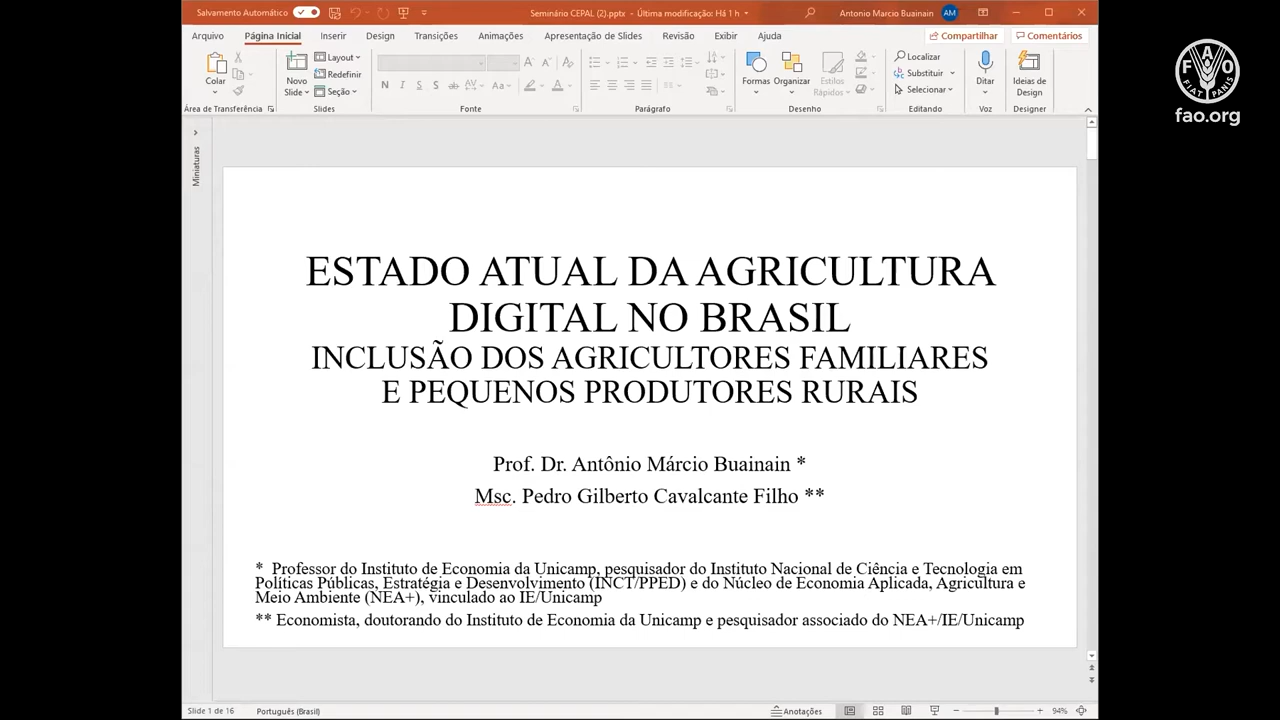 Salvamento Automático
Seminário CEPAL (2).pptx - Última modificação: Há 1 h
Antonio Marcio Buainain
AM
Arquivo
Página Inicial
Inserir
Design
Transições
Animações
Apresentação de Slides
Revisão
Exibir
Ajuda
Compartilhar
Comentários
Colar
Novo
Slide
Layout
Redefinir
Seção
N
I
S
S
ab
AV
Aa
A
Formas
Organizar
Estilos
Rápidos
Localizar
Substituir
Selecionar
Ditar
Ideias de
Design
Área de Transferência
Slides
Fonte
Parágrafo
Desenho
Editando
Voz
Designer
Miniaturas
FAO
FIAT PANIS
fao.org
ESTADO ATUAL DA AGRICULTURA
DIGITAL NO BRASIL
INCLUSÃO DOS AGRICULTORES FAMILIARES
E PEQUENOS PRODUTORES RURAIS
Prof. Dr. Antônio Márcio Buainain *
Msc. Pedro Gilberto Cavalcante Filho **
* Professor do Instituto de Economia da Unicamp, pesquisador do Instituto Nacional de Ciência e Tecnologia em
Políticas Públicas, Estratégia e Desenvolvimento (INCT/PPED) e do Núcleo de Economia Aplicada, Agricultura e
Meio Ambiente (NEA+), vinculado ao IE/Unicamp
** Economista, doutorando do Instituto de Economia da Unicamp e pesquisador associado do NEA+/IE/Unicamp
Slide 1 de 16
Português (Brasil)
Anotações
94%